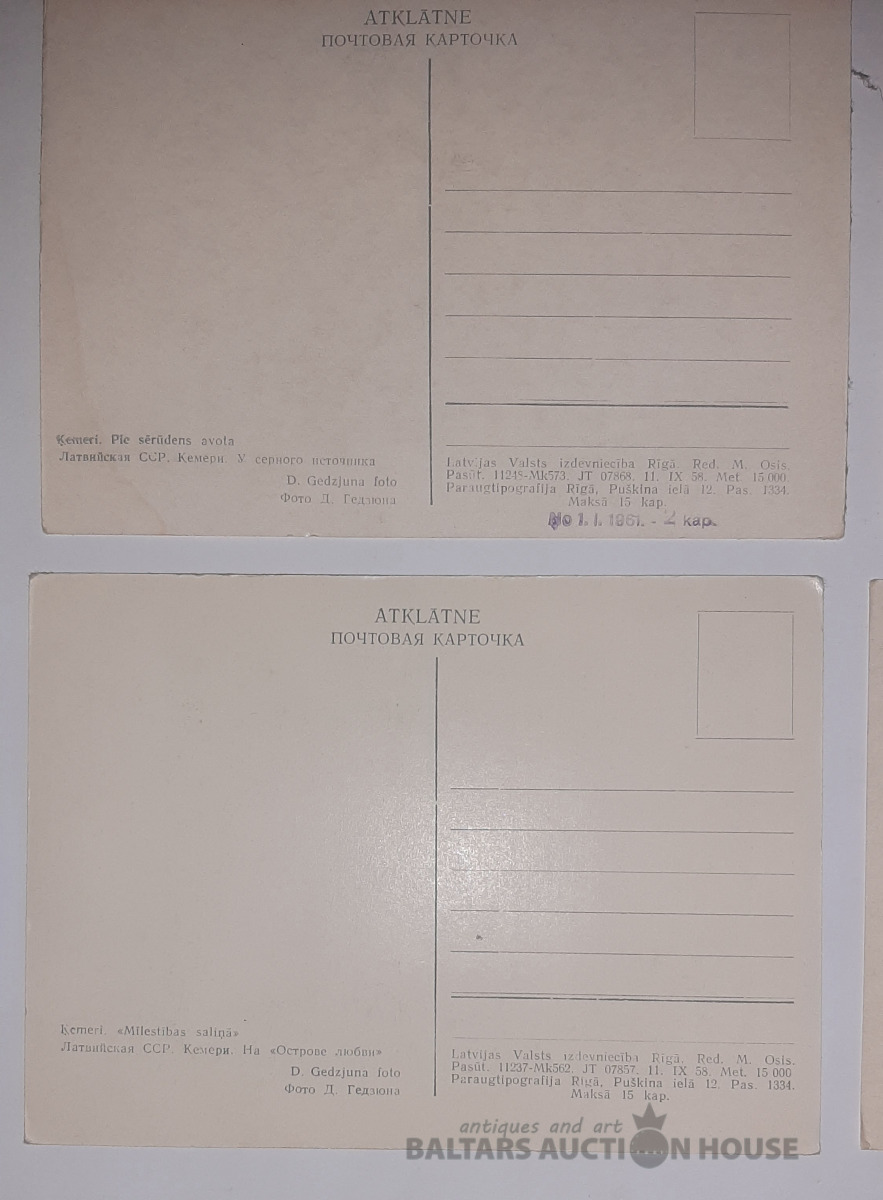 ATKLĀTNE
ПОЧТОВАЯ КАРТОЧКА
Ķemeri. Pie sērūdens avota
Латвийская ССР. Кемери. У серного источника
D. Gedzjuna foto
Фото Д. Гедзюна
Latvijas Valsts izdevniecība Rīgā. Red. M. Osis.
Pasūt. 11248-Mk573. JT 07868. 11. IX 58. Met. 15 000.
Paraugtipografija Rīgā, Puškina ielā 12. Pas. 1334.
Maksā 15 kap.
No 1. I. 1961. - 2 kap.
ATKLĀTNE
ПОЧТОВАЯ КАРТОЧКА
Ķemeri. «Mīlestības saliņā»
Латвийская ССР. Кемери. На «Острове любви»
D. Gedzjuna foto
Фото Д. Гедзюна
Latvijas Valsts izdevniecība Rīgā. Red. M. Osis.
Pasūt. 11237-Mk562. JT 07857. 11. IX 58. Met. 15 000
Paraugtipografija Rīgā, Puškina ielā 12. Pas. 1334.
Maksā 15 kap.
antiques and art
BALTARS AUCTION HOUSE